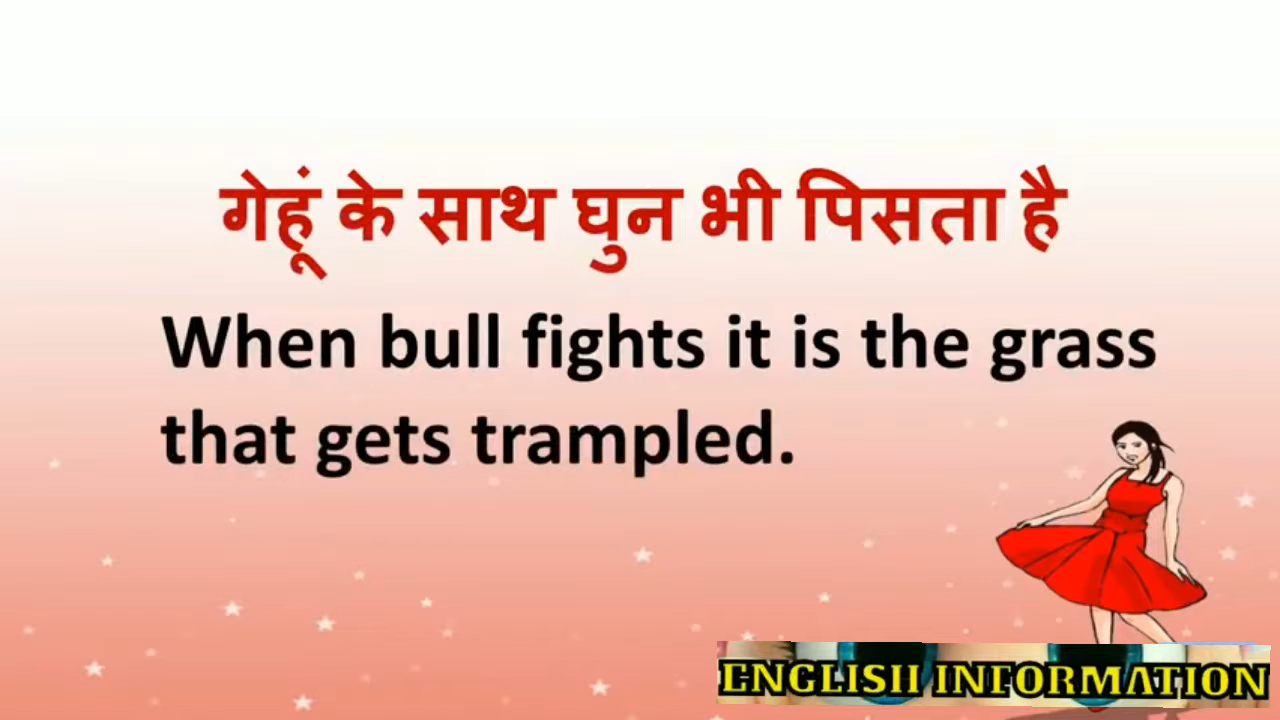 गेहूं के साथ घुन भी पिसता है
When bull fights it is the grass
that gets trampled.
ENGLISH INFORMATION